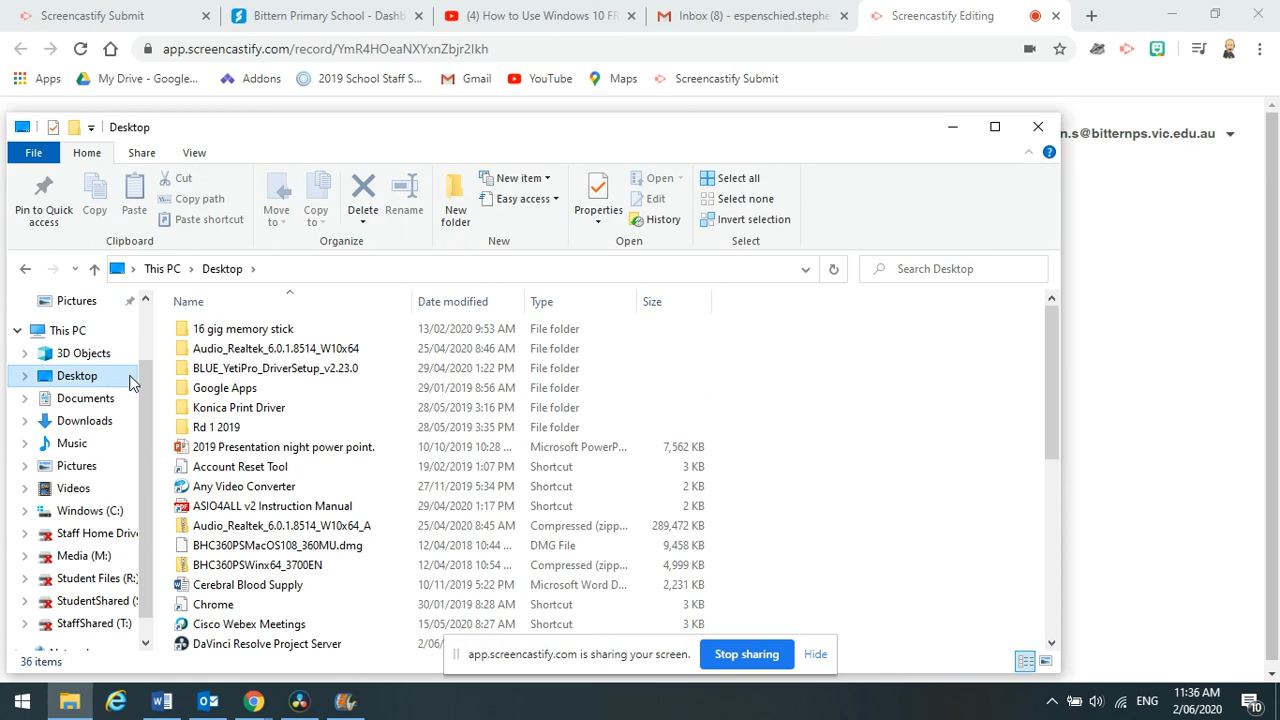 Screencastify Submit
Bittern Primary School - Dashb
(4) How to Use Windows 10 FR
Inbox (8) - espenschied.stephe
Screencastify Editing
app.screencastify.com/record/YmR4HOeaNXYxnZbjr2Ikh
Apps
My Drive - Google...
Addons
2019 School Staff S...
Gmail
YouTube
Maps
Screencastify Submit
n.s@bitternps.vic.edu.au
Desktop
File Home Share View
Pin to Quick access
Copy
Paste
Cut
Copy path
Paste shortcut
Clipboard
Move to
Copy to
Delete
Rename
Organize
New folder
New item
Easy access
New
Properties
Open
Edit
History
Open
Select all
Select none
Invert selection
Select
This PC > Desktop >
Search Desktop
Pictures
This PC
3D Objects
Desktop
Documents
Downloads
Music
Pictures
Videos
Windows (C:)
Staff Home Drive
Media (M:)
Student Files (R:)
StudentShared (
StaffShared (T:)
Name Date modified Type Size
16 gig memory stick 13/02/2020 9:53 AM File folder
Audio_Realtek_6.0.1.8514_W10x64 25/04/2020 8:46 AM File folder
BLUE_YetiPro_DriverSetup_v2.23.0 29/04/2020 1:22 PM File folder
Google Apps 29/01/2019 8:56 AM File folder
Konica Print Driver 28/05/2019 3:16 PM File folder
Rd 1 2019 28/05/2019 3:35 PM File folder
2019 Presentation night power point. 10/10/2019 10:28 ... Microsoft PowerP... 7,562 KB
Account Reset Tool 19/02/2019 1:07 PM Shortcut 3 KB
Any Video Converter 27/11/2019 5:34 PM Shortcut 2 KB
ASIO4ALL v2 Instruction Manual 29/04/2020 1:17 PM Shortcut 2 KB
Audio_Realtek_6.0.1.8514_W10x64_A 25/04/2020 8:45 AM Compressed (zipp... 289,472 KB
BHC360PSMacOS108_360MU.dmg 12/04/2018 10:44 ... DMG File 9,458 KB
BHC360PSWinx64_3700EN 12/04/2018 10:54 ... Compressed (zipp... 4,999 KB
Cerebral Blood Supply 10/11/2019 5:22 PM Microsoft Word D... 2,231 KB
Chrome 30/01/2019 8:28 AM Shortcut 3 KB
Cisco Webex Meetings 15/05/2020 8:27 AM Shortcut 3 KB
DaVinci Resolve Project Server 2/06/
36 items
app.screencastify.com is sharing your screen.
Stop sharing
Hide
ENG
11:36 AM
2/06/2020
10